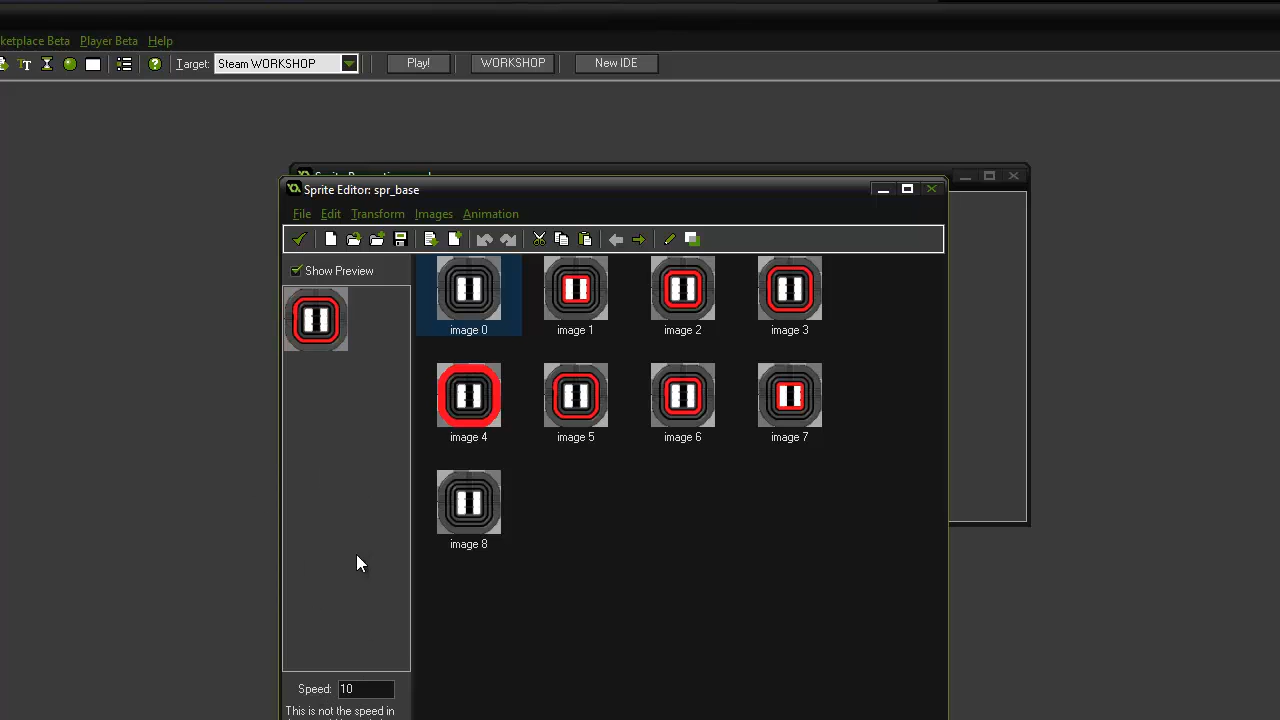 ketplace Beta Player Beta Help
Target: Steam WORKSHOP Play! WORKSHOP New IDE
Sprite Editor: spr_base
File Edit Transform Images Animation
Show Preview
image 0 image 1 image 2 image 3
image 4 image 5 image 6 image 7
image 8
Speed: 10
This is not the speed in